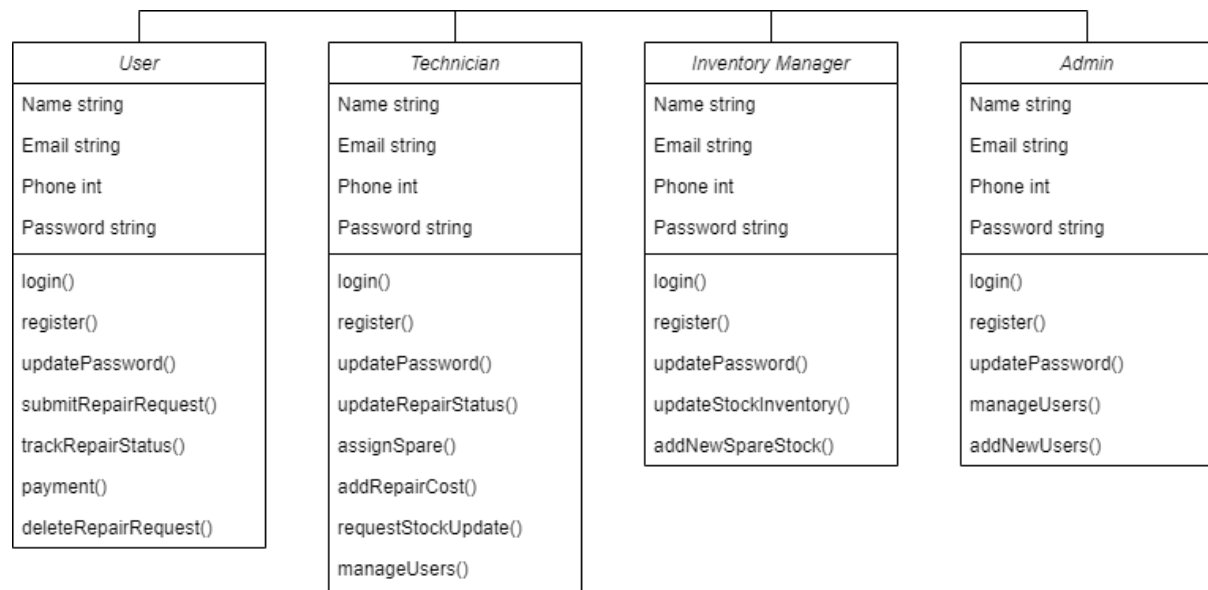 User
Name string
Email string
Phone int
Password string
login()
register()
updatePassword()
submitRepairRequest()
trackRepairStatus()
payment()
deleteRepairRequest()
Technician
Name string
Email string
Phone int
Password string
login()
register()
updatePassword()
updateRepairStatus()
assignSpare()
addRepairCost()
requestStockUpdate()
manageUsers()
Inventory Manager
Name string
Email string
Phone int
Password string
login()
register()
updatePassword()
updateStockInventory()
addNewSpareStock()
Admin
Name string
Email string
Phone int
Password string
login()
register()
updatePassword()
manageUsers()
addNewUsers()